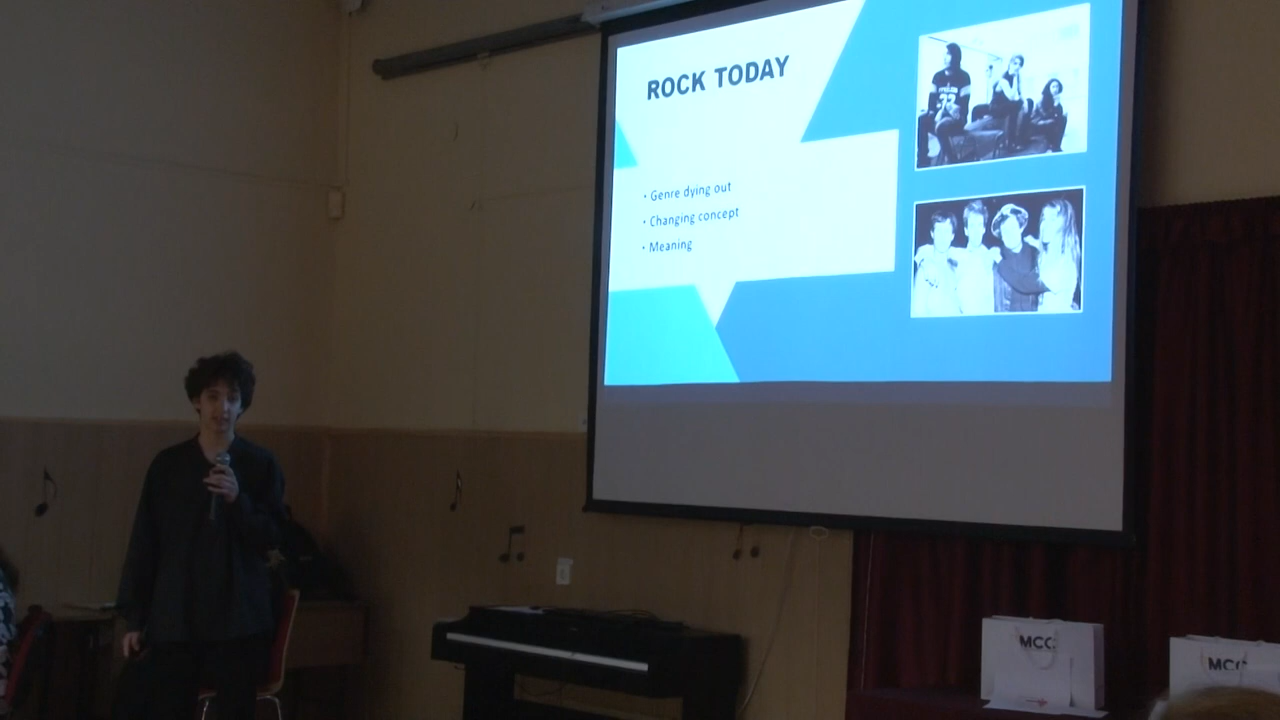 ROCK TODAY
• Genre dying out
• Changing concept
• Meaning
MCC
MCC